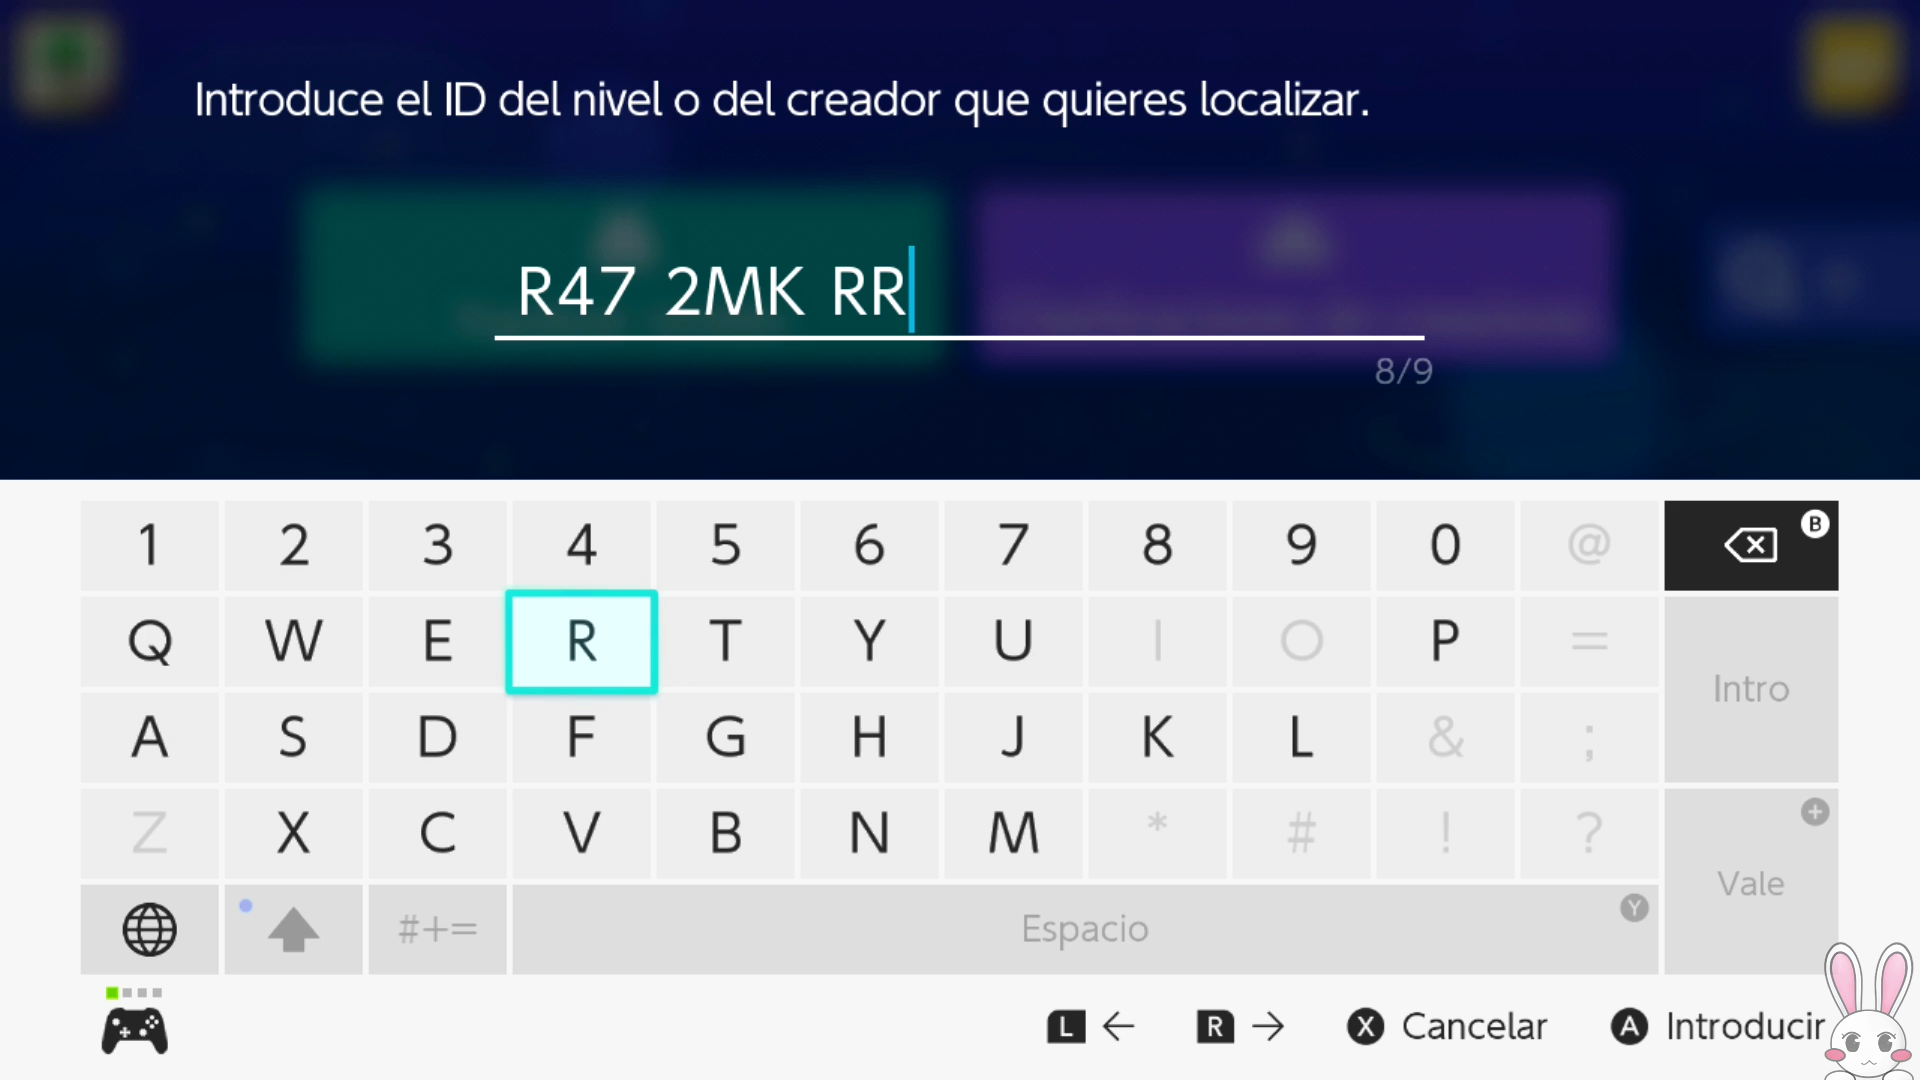 Introduce el ID del nivel o del creador que quieres localizar.
R47 2MK RR
8/9
1 2 3 4 5 6 7 8 9 0 @ B
Q W E R T Y U I O P =
Intro
A S D F G H J K L & ;
Z X C V B N M * # ! ? +
Vale
#+= Espacio Y
L ← R → X Cancelar A Introducir